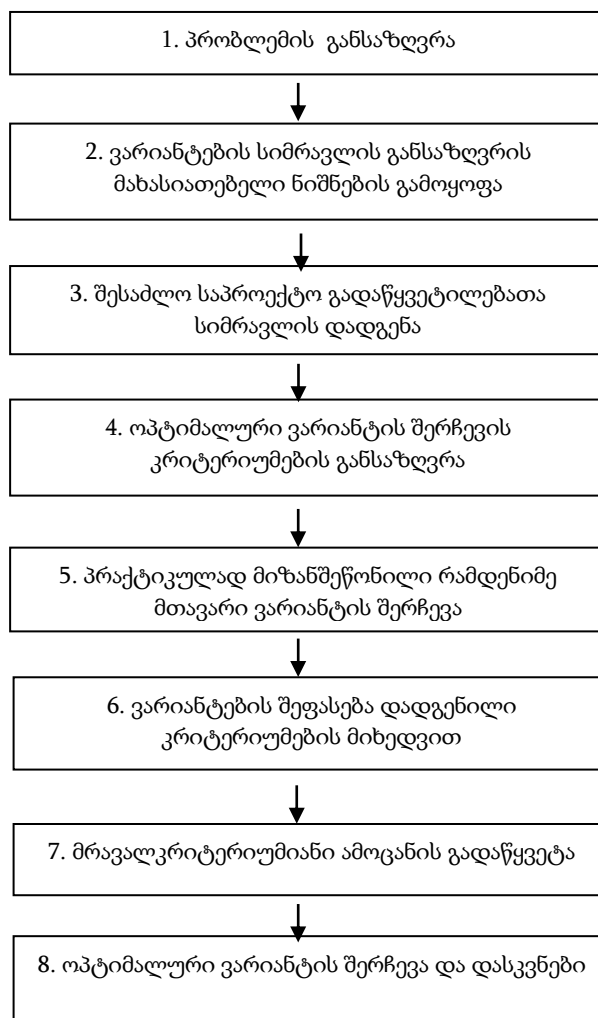 1. პრობლემის განსაზღვრა
2. ვარიანტების სიმრავლის განსაზღვრის
მახასიათებელი ნიშნების გამოყოფა
3. შესაძლო საპროექტო გადაწყვეტილებათა
სიმრავლის დადგენა
4. ოპტიმალური ვარიანტის შერჩევის
კრიტერიუმების განსაზღვრა
5. პრაქტიკულად მიზანშეწონილი რამდენიმე
მთავარი ვარიანტის შერჩევა
6. ვარიანტების შეფასება დადგენილი
კრიტერიუმების მიხედვით
7. მრავალკრიტერიუმიანი ამოცანის გადაწყვეტა
8. ოპტიმალური ვარიანტის შერჩევა და დასკვნები